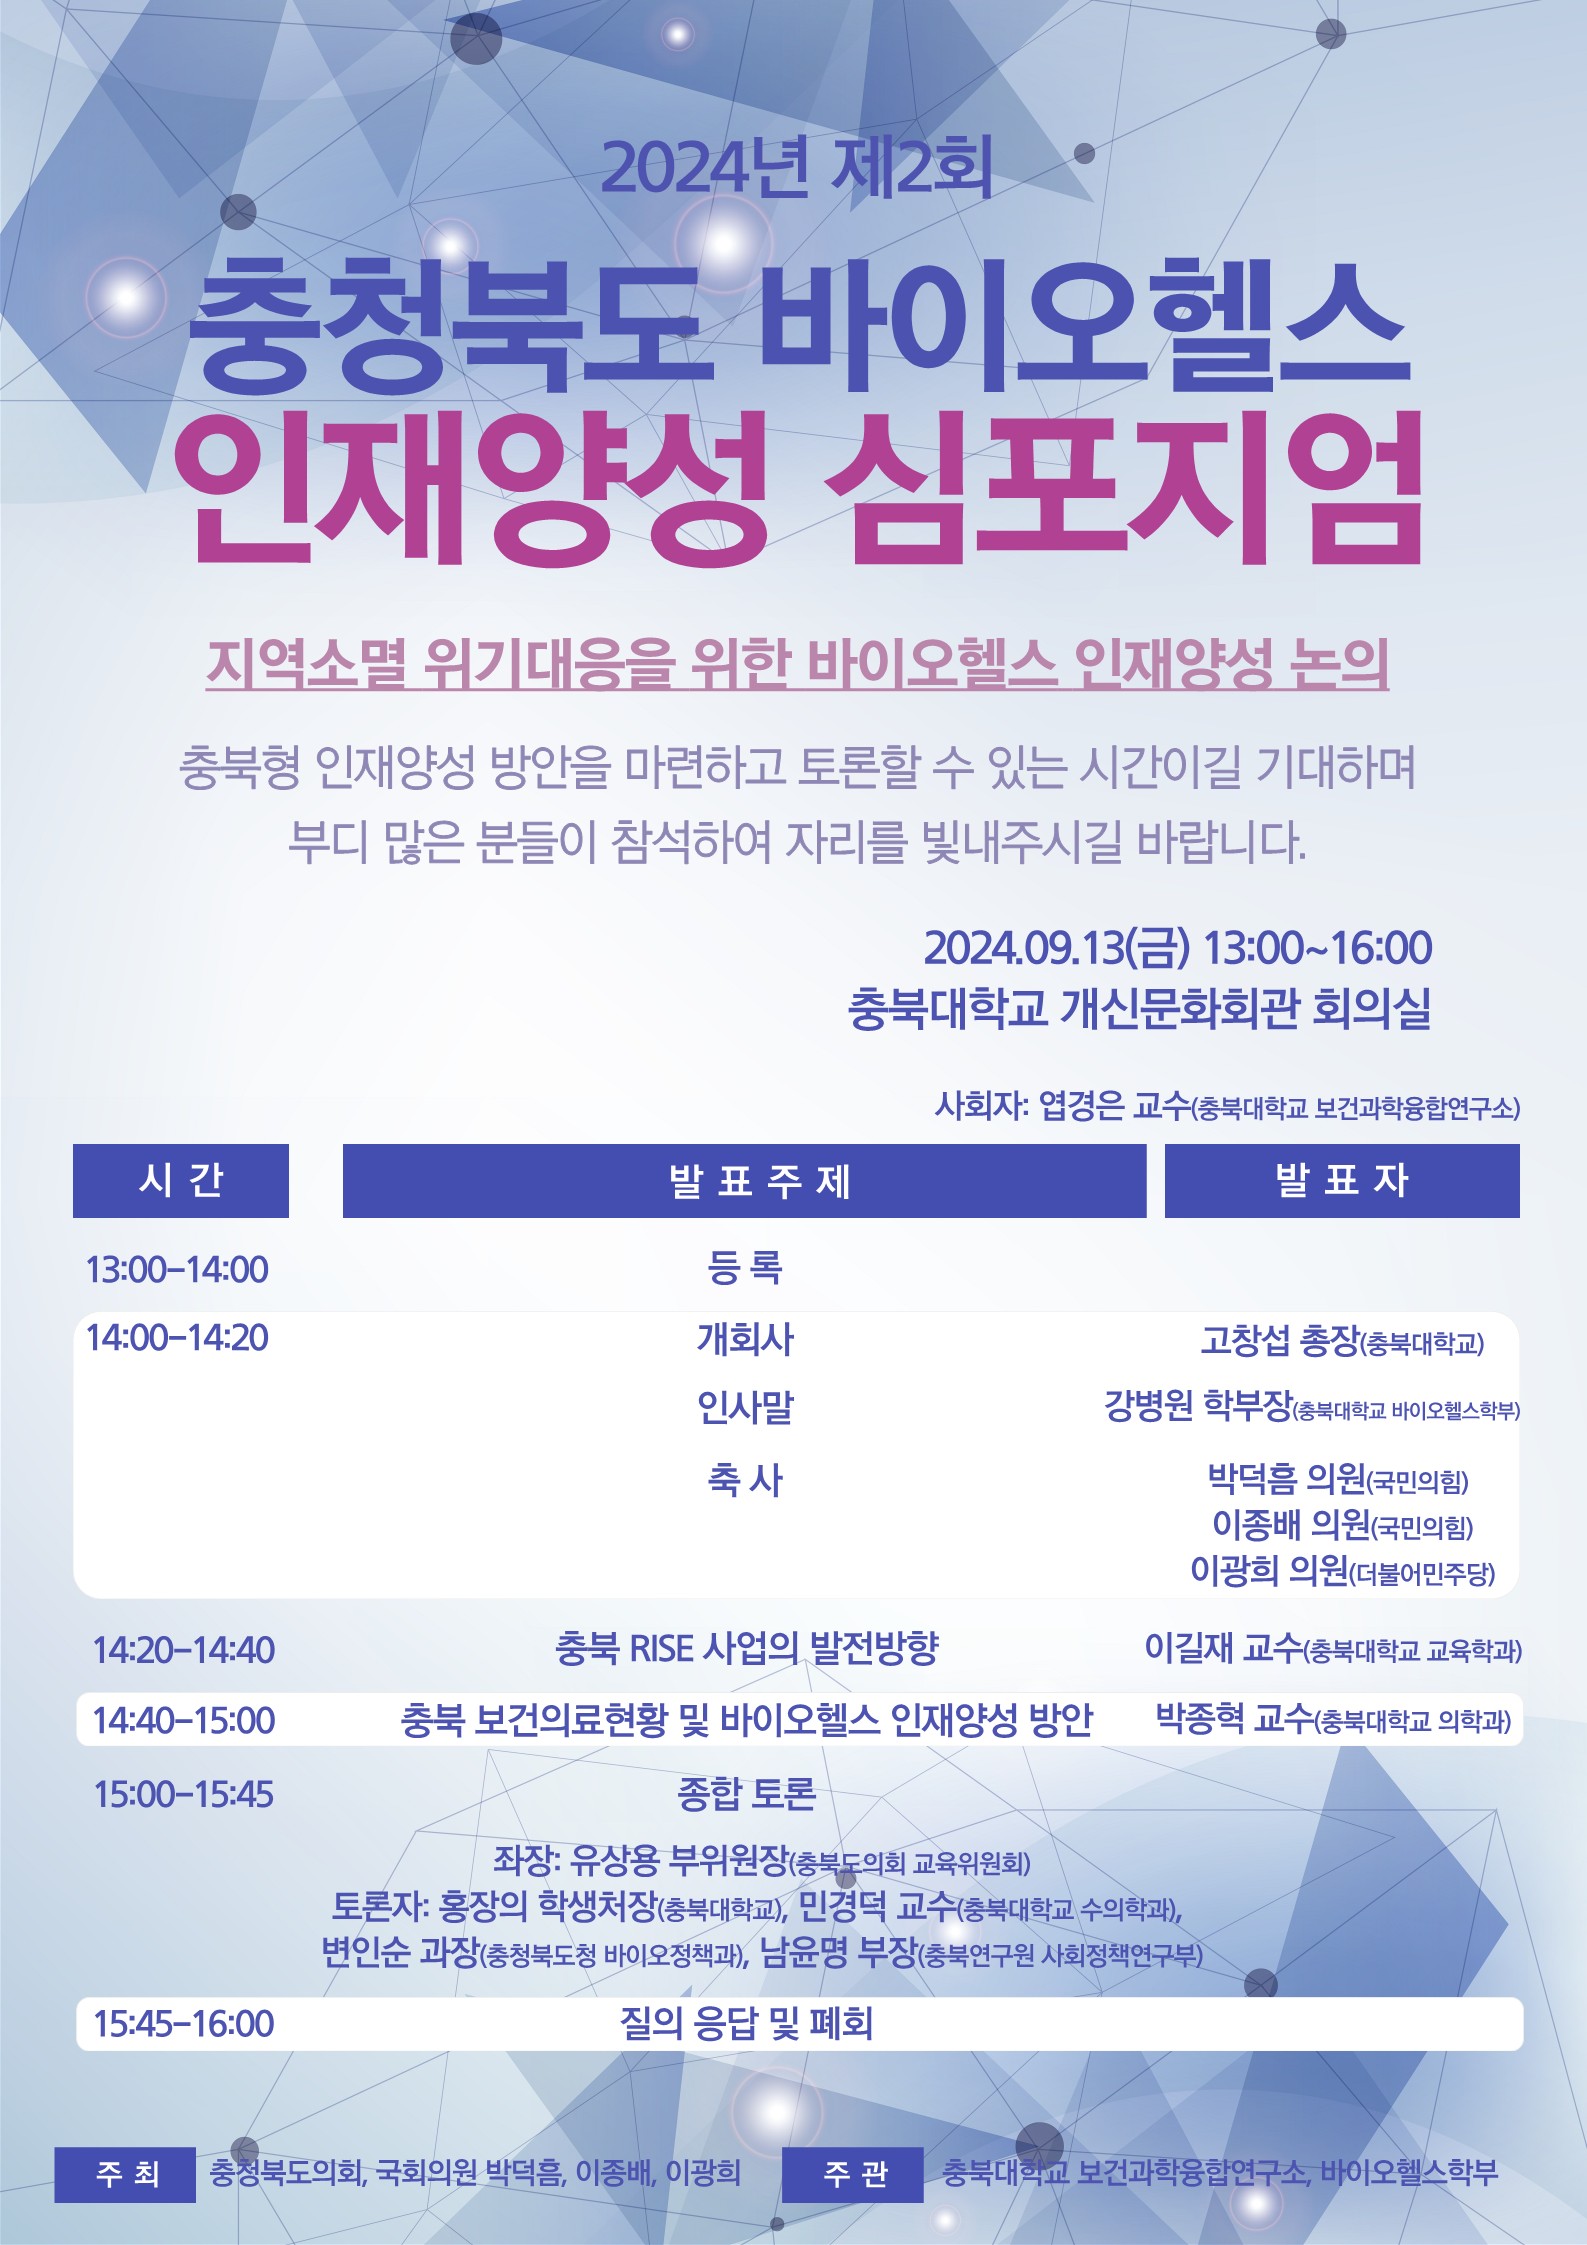 2024년 제2회
충청북도 바이오헬스
인재양성 심포지엄
지역소멸 위기대응을 위한 바이오헬스 인재양성 논의
충북형 인재양성 방안을 마련하고 토론할 수 있는 시간이길 기대하며
부디 많은 분들이 참석하여 자리를 빛내주시길 바랍니다.
2024.09.13(금) 13:00~16:00
충북대학교 개신문화회관 회의실
사회자: 엽경은 교수(충북대학교 보건과학융합연구소)
시 간 발 표 주 제 발 표 자
13:00-14:00 등 록
14:00-14:20 개회사 고창섭 총장(충북대학교)
인사말 강병원 학부장(충북대학교 바이오헬스학부)
축 사 박덕흠 의원(국민의힘)
이종배 의원(국민의힘)
이광희 의원(더불어민주당)
14:20-14:40 충북 RISE 사업의 발전방향 이길재 교수(충북대학교 교육학과)
14:40-15:00 충북 보건의료현황 및 바이오헬스 인재양성 방안 박종혁 교수(충북대학교 의학과)
15:00-15:45 종합 토론
좌장: 유상용 부위원장(충북도의회 교육위원회)
토론자: 홍장의 학생처장(충북대학교), 민경덕 교수(충북대학교 수의학과),
변인순 과장(충청북도청 바이오정책과), 남윤명 부장(충북연구원 사회정책연구부)
15:45-16:00 질의 응답 및 폐회
주 최 충청북도의회, 국회의원 박덕흠, 이종배, 이광희 주 관 충북대학교 보건과학융합연구소, 바이오헬스학부